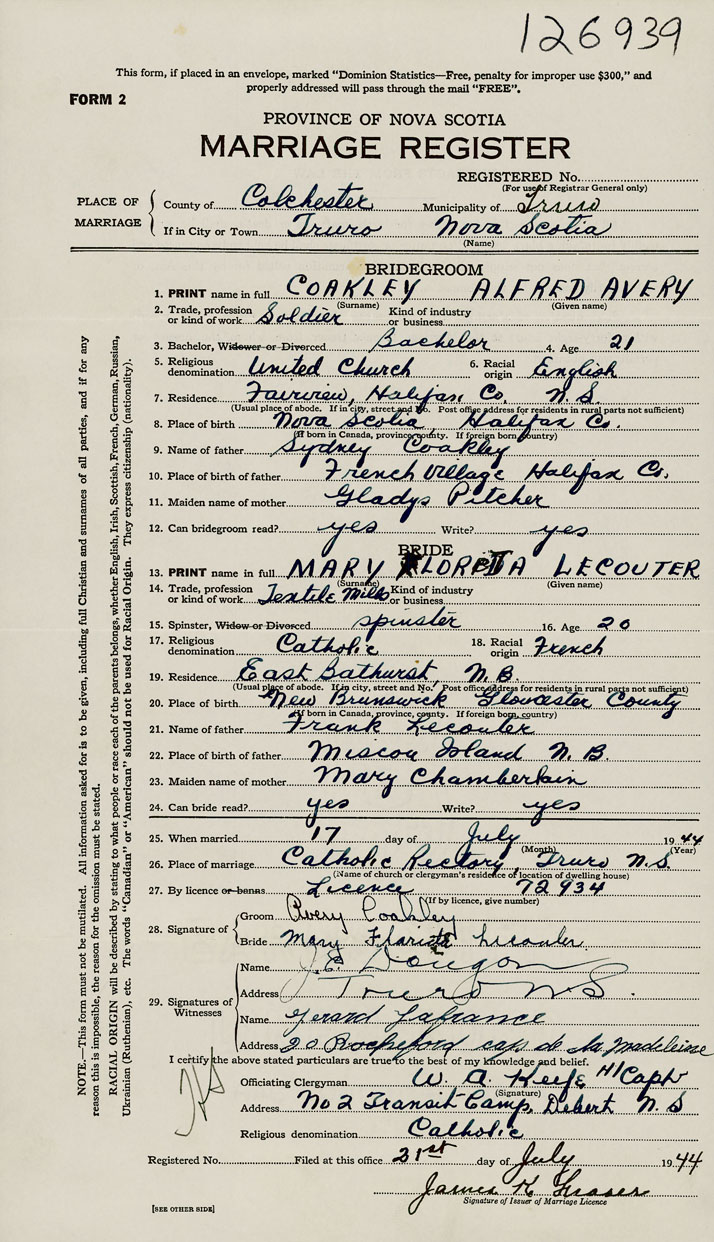 126939
This form, if placed in an envelope, marked "Dominion Statistics—Free, penalty for improper use $300," and
properly addressed will pass through the mail "FREE".
FORM 2
PROVINCE OF NOVA SCOTIA
MARRIAGE REGISTER
REGISTERED No.
(For use of Registrar General only)
PLACE OF MARRIAGE
County of Colchester Municipality of Truro
If in City or Town Truro Nova Scotia
(Name)
BRIDEGROOM
1. PRINT name in full COAKLEY ALFRED AVERY
(Surname) (Given name)
2. Trade, profession or kind of work Soldier Kind of industry or business
3. Bachelor, Widower or Divorced Bachelor 4. Age 21
5. Religious denomination United Church 6. Racial origin English
7. Residence Fairview, Halifax Co. N.S.
(Usual place of abode. If in city, street and No. Post office address for residents in rural parts not sufficient)
8. Place of birth Nova Scotia, Halifax Co.
(If born in Canada, province, county. If foreign born, country)
9. Name of father Sydney Coakley
10. Place of birth of father French Village Halifax Co.
11. Maiden name of mother Gladys Pitcher
12. Can bridegroom read? yes Write? yes
BRIDE
13. PRINT name in full MARY LORETTA LECOUTER
(Surname) (Given name)
14. Trade, profession or kind of work Textile Mills Kind of industry or business
15. Spinster, Widow or Divorced spinster 16. Age 20
17. Religious denomination Catholic 18. Racial origin French
19. Residence East Bathurst, N.B.
(Usual place of abode. If in city, street and No. Post office address for residents in rural parts not sufficient)
20. Place of birth New Brunswick Gloucester County
(If born in Canada, province, county. If foreign born, country)
21. Name of father Frank Lecouter
22. Place of birth of father Miscou Island N.B.
23. Maiden name of mother Mary Chamberlain
24. Can bride read? yes Write? yes
25. When married 17 day of July 1944
(Month) (Year)
26. Place of marriage Catholic Rectory, Truro N.S
(Name of church or clergyman's residence of location of dwelling house)
27. By licence or banns Licence 72934
(If by licence, give number)
28. Signature of
Groom Avery Coakley
Bride Mary Lecouter
29. Signatures of Witnesses
Name J.E.
Address Truro N.S.
Name Gerard Lafrance
Address 20 Rocheford cap de la Madeleine
I certify the above stated particulars are true to the best of my knowledge and belief.
Officiating Clergyman W. A. Keefe H/Capt
(Signature)
Address No 2 Transit Camp, Debert N.S
Religious denomination Catholic
Registered No. Filed at this office 21st day of July 1944
James K Fraser
Signature of Issuer of Marriage Licence
[SEE OTHER SIDE]
NOTE.—This form must not be mutilated. All information asked for is to be given, including full Christian and surnames of all parties, and if for any
reason this is impossible, the reason for the omission must be stated.
RACIAL ORIGIN will be described by stating to what people or race each of the parents belongs, whether English, Irish, Scottish, French, German, Russian,
Ukrainian (Ruthenian), etc. The words "Canadian" or "American" should not be used for Racial Origin. They express citizenship (nationality).